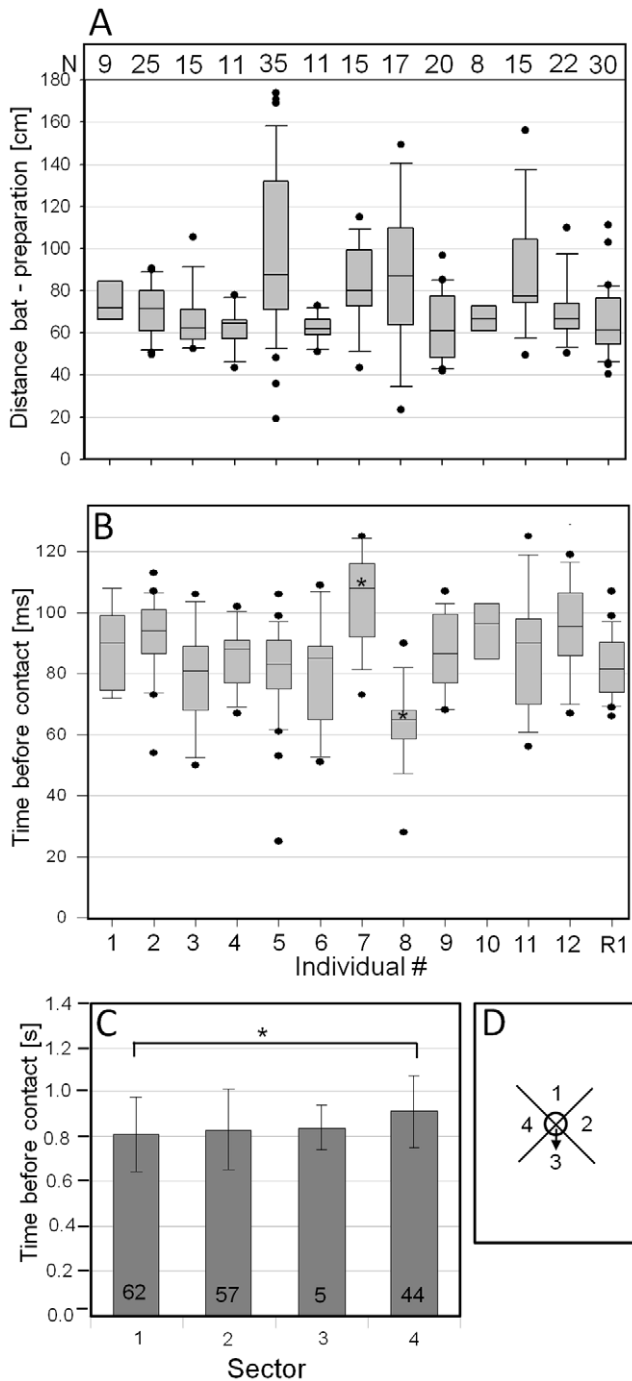 A
N 9 25 15 11 35 11 15 17 20 8 15 22 30
Distance bat - preparation [cm]
180
160
140
120
100
80
60
40
20
0
B
Time before contact [ms]
120
100
80
60
40
20
0
*
*
1 2 3 4 5 6 7 8 9 10 11 12 R1
Individual #
C
Time before contact [s]
1.4
1.2
1.0
0.8
0.6
0.4
0.2
0.0
*
62 57 5 44
1 2 3 4
Sector
D
1
4 2
3